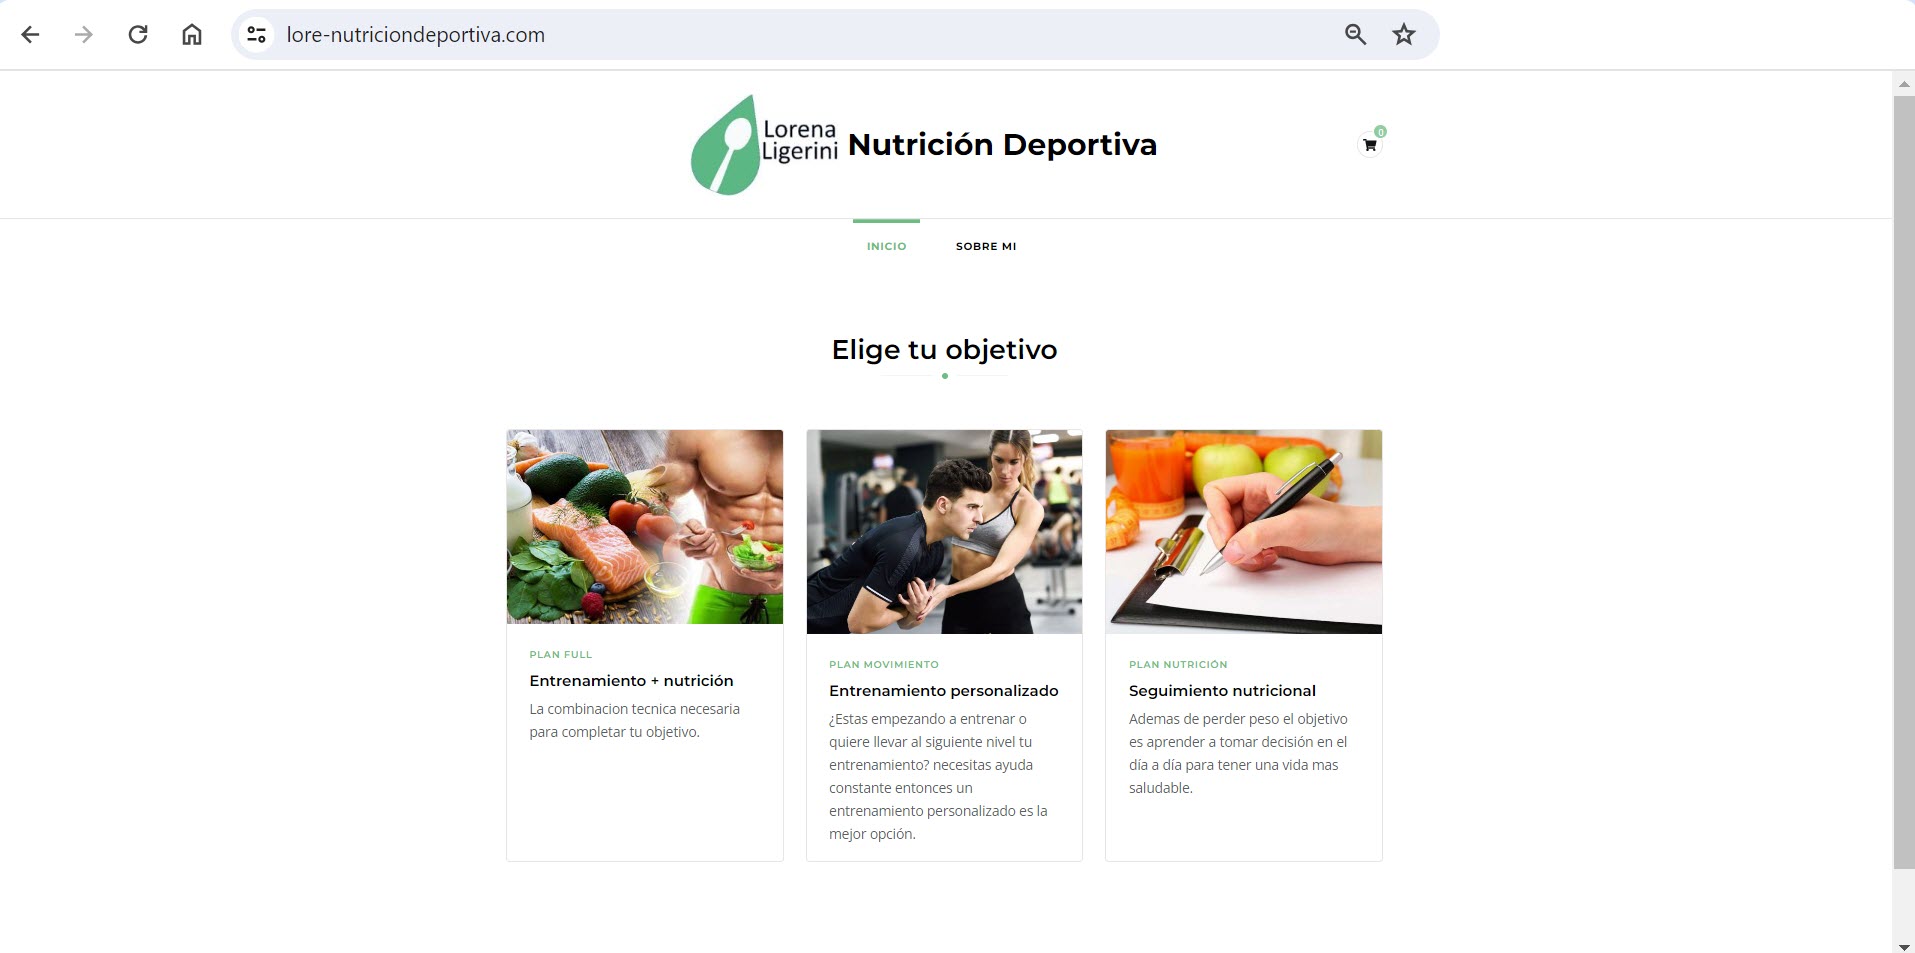 lore-nutriciondeportiva.com
Lorena
Ligerini
Nutrición Deportiva
0
INICIO
SOBRE MI
Elige tu objetivo
PLAN FULL
Entrenamiento + nutrición
La combinacion tecnica necesaria
para completar tu objetivo.
PLAN MOVIMIENTO
Entrenamiento personalizado
¿Estas empezando a entrenar o
quiere llevar al siguiente nivel tu
entrenamiento? necesitas ayuda
constante entonces un
entrenamiento personalizado es la
mejor opción.
PLAN NUTRICIÓN
Seguimiento nutricional
Ademas de perder peso el objetivo
es aprender a tomar decisión en el
día a día para tener una vida mas
saludable.